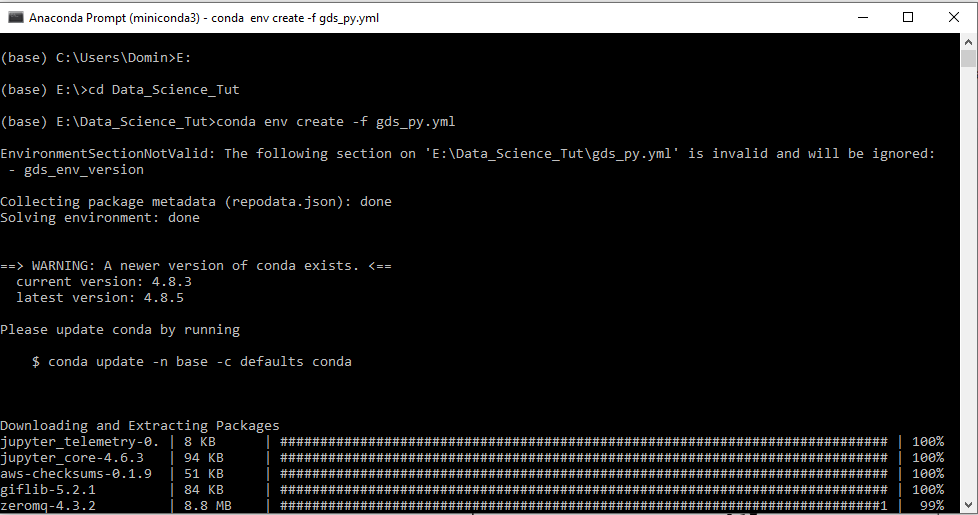 Anaconda Prompt (miniconda3) - conda  env create -f gds_py.yml
(base) C:\Users\Domin>E:
(base) E:\>cd Data_Science_Tut
(base) E:\Data_Science_Tut>conda env create -f gds_py.yml
EnvironmentSectionNotValid: The following section on 'E:\Data_Science_Tut\gds_py.yml' is invalid and will be ignored:
 - gds_env_version
Collecting package metadata (repodata.json): done
Solving environment: done
==> WARNING: A newer version of conda exists. <==
  current version: 4.8.3
  latest version: 4.8.5
Please update conda by running
    $ conda update -n base -c defaults conda
Downloading and Extracting Packages
jupyter_telemetry-0. | 8 KB      | ############################################################################ | 100%
jupyter_core-4.6.3   | 94 KB     | ############################################################################ | 100%
aws-checksums-0.1.9  | 51 KB     | ############################################################################ | 100%
giflib-5.2.1         | 84 KB     | ############################################################################ | 100%
zeromq-4.3.2         | 8.8 MB    | ###########################################################################1 |  99%